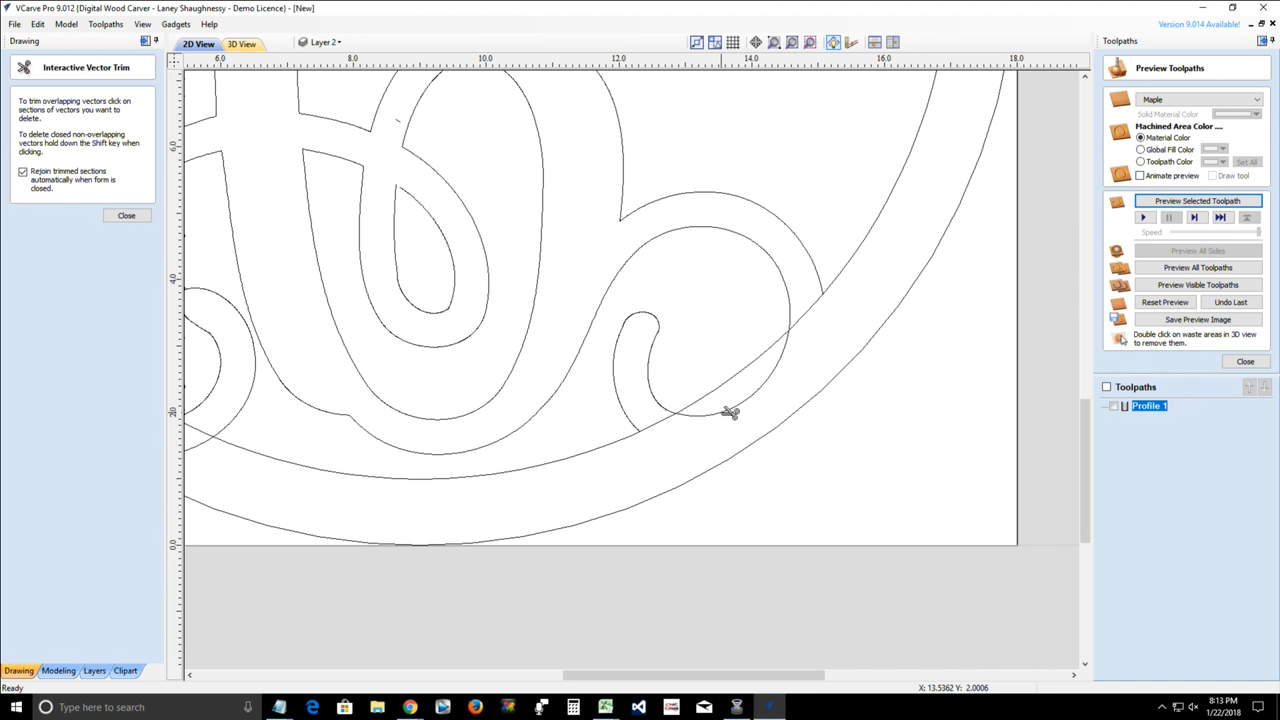 VCarve Pro 9.012 {Digital Wood Carver - Laney Shaughnessy - Demo Licence} - [New]
File Edit Model Toolpaths View Gadgets Help
Version 9.014 Available!
Drawing
2D View 3D View Layer 2
Toolpaths
Interactive Vector Trim
To trim overlapping vectors click on
sections of vectors you want to
delete.
To delete closed non-overlapping
vectors hold down the Shift key when
clicking.
Rejoin trimmed sections
automatically when form is
closed.
Close
6.0 8.0 10.0 12.0 14.0 16.0 18.0
6.0
4.0
2.0
0.0
Preview Toolpaths
Maple
Solid Material Color
Machined Area Color ....
Material Color
Global Fill Color
Toolpath Color Set All
Animate preview Draw tool
Preview Selected Toolpath
Speed
Preview All Sides
Preview All Toolpaths
Preview Visible Toolpaths
Reset Preview Undo Last
Save Preview Image
Double click on waste areas in 3D view
to remove them.
Close
Toolpaths
Profile 1
Drawing Modeling Layers Clipart
Ready
X: 13.5362 Y: 2.0006
Type here to search
8:13 PM
1/22/2018